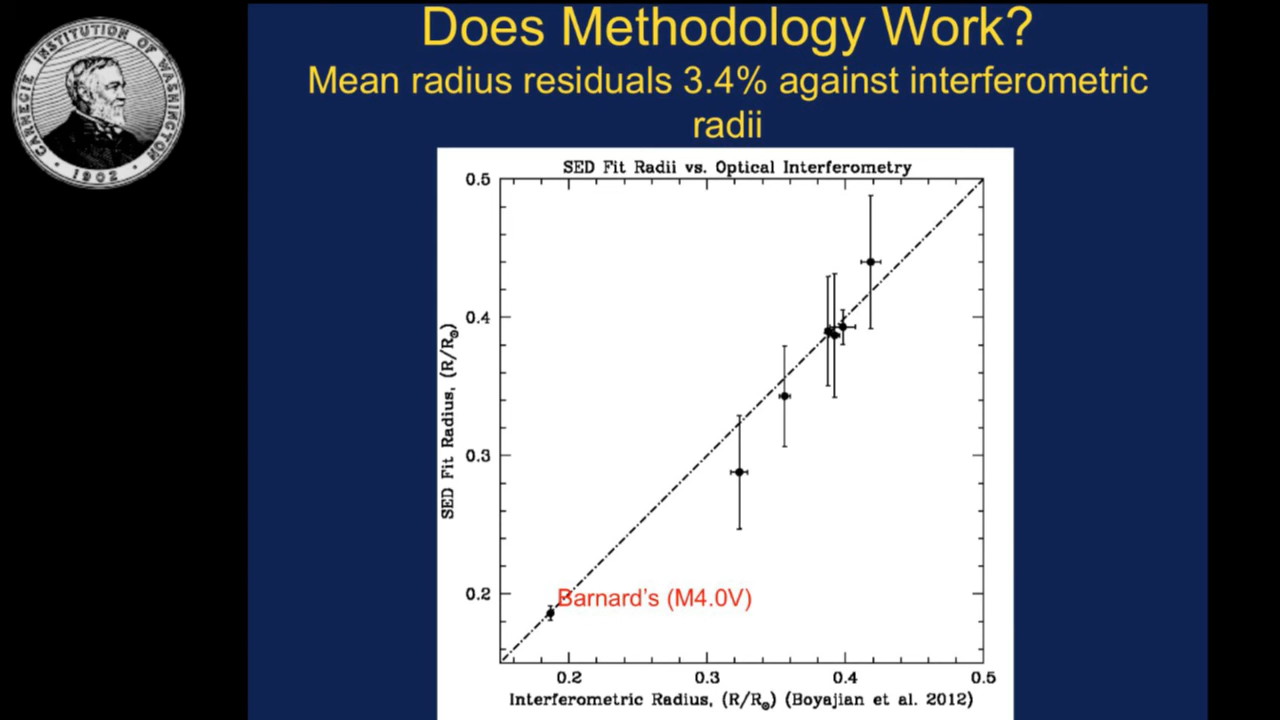 Does Methodology Work?
Mean radius residuals 3.4% against interferometric
radii
CARNEGIE INSTITUTION OF WASHINGTON
1902
SED Fit Radii vs. Optical Interferometry
0.5
0.4
0.3
0.2
SED Fit Radius, (R/R⊙)
Barnard's (M4.0V)
0.2 0.3 0.4 0.5
Interferometric Radius, (R/R⊙) (Boyajian et al. 2012)